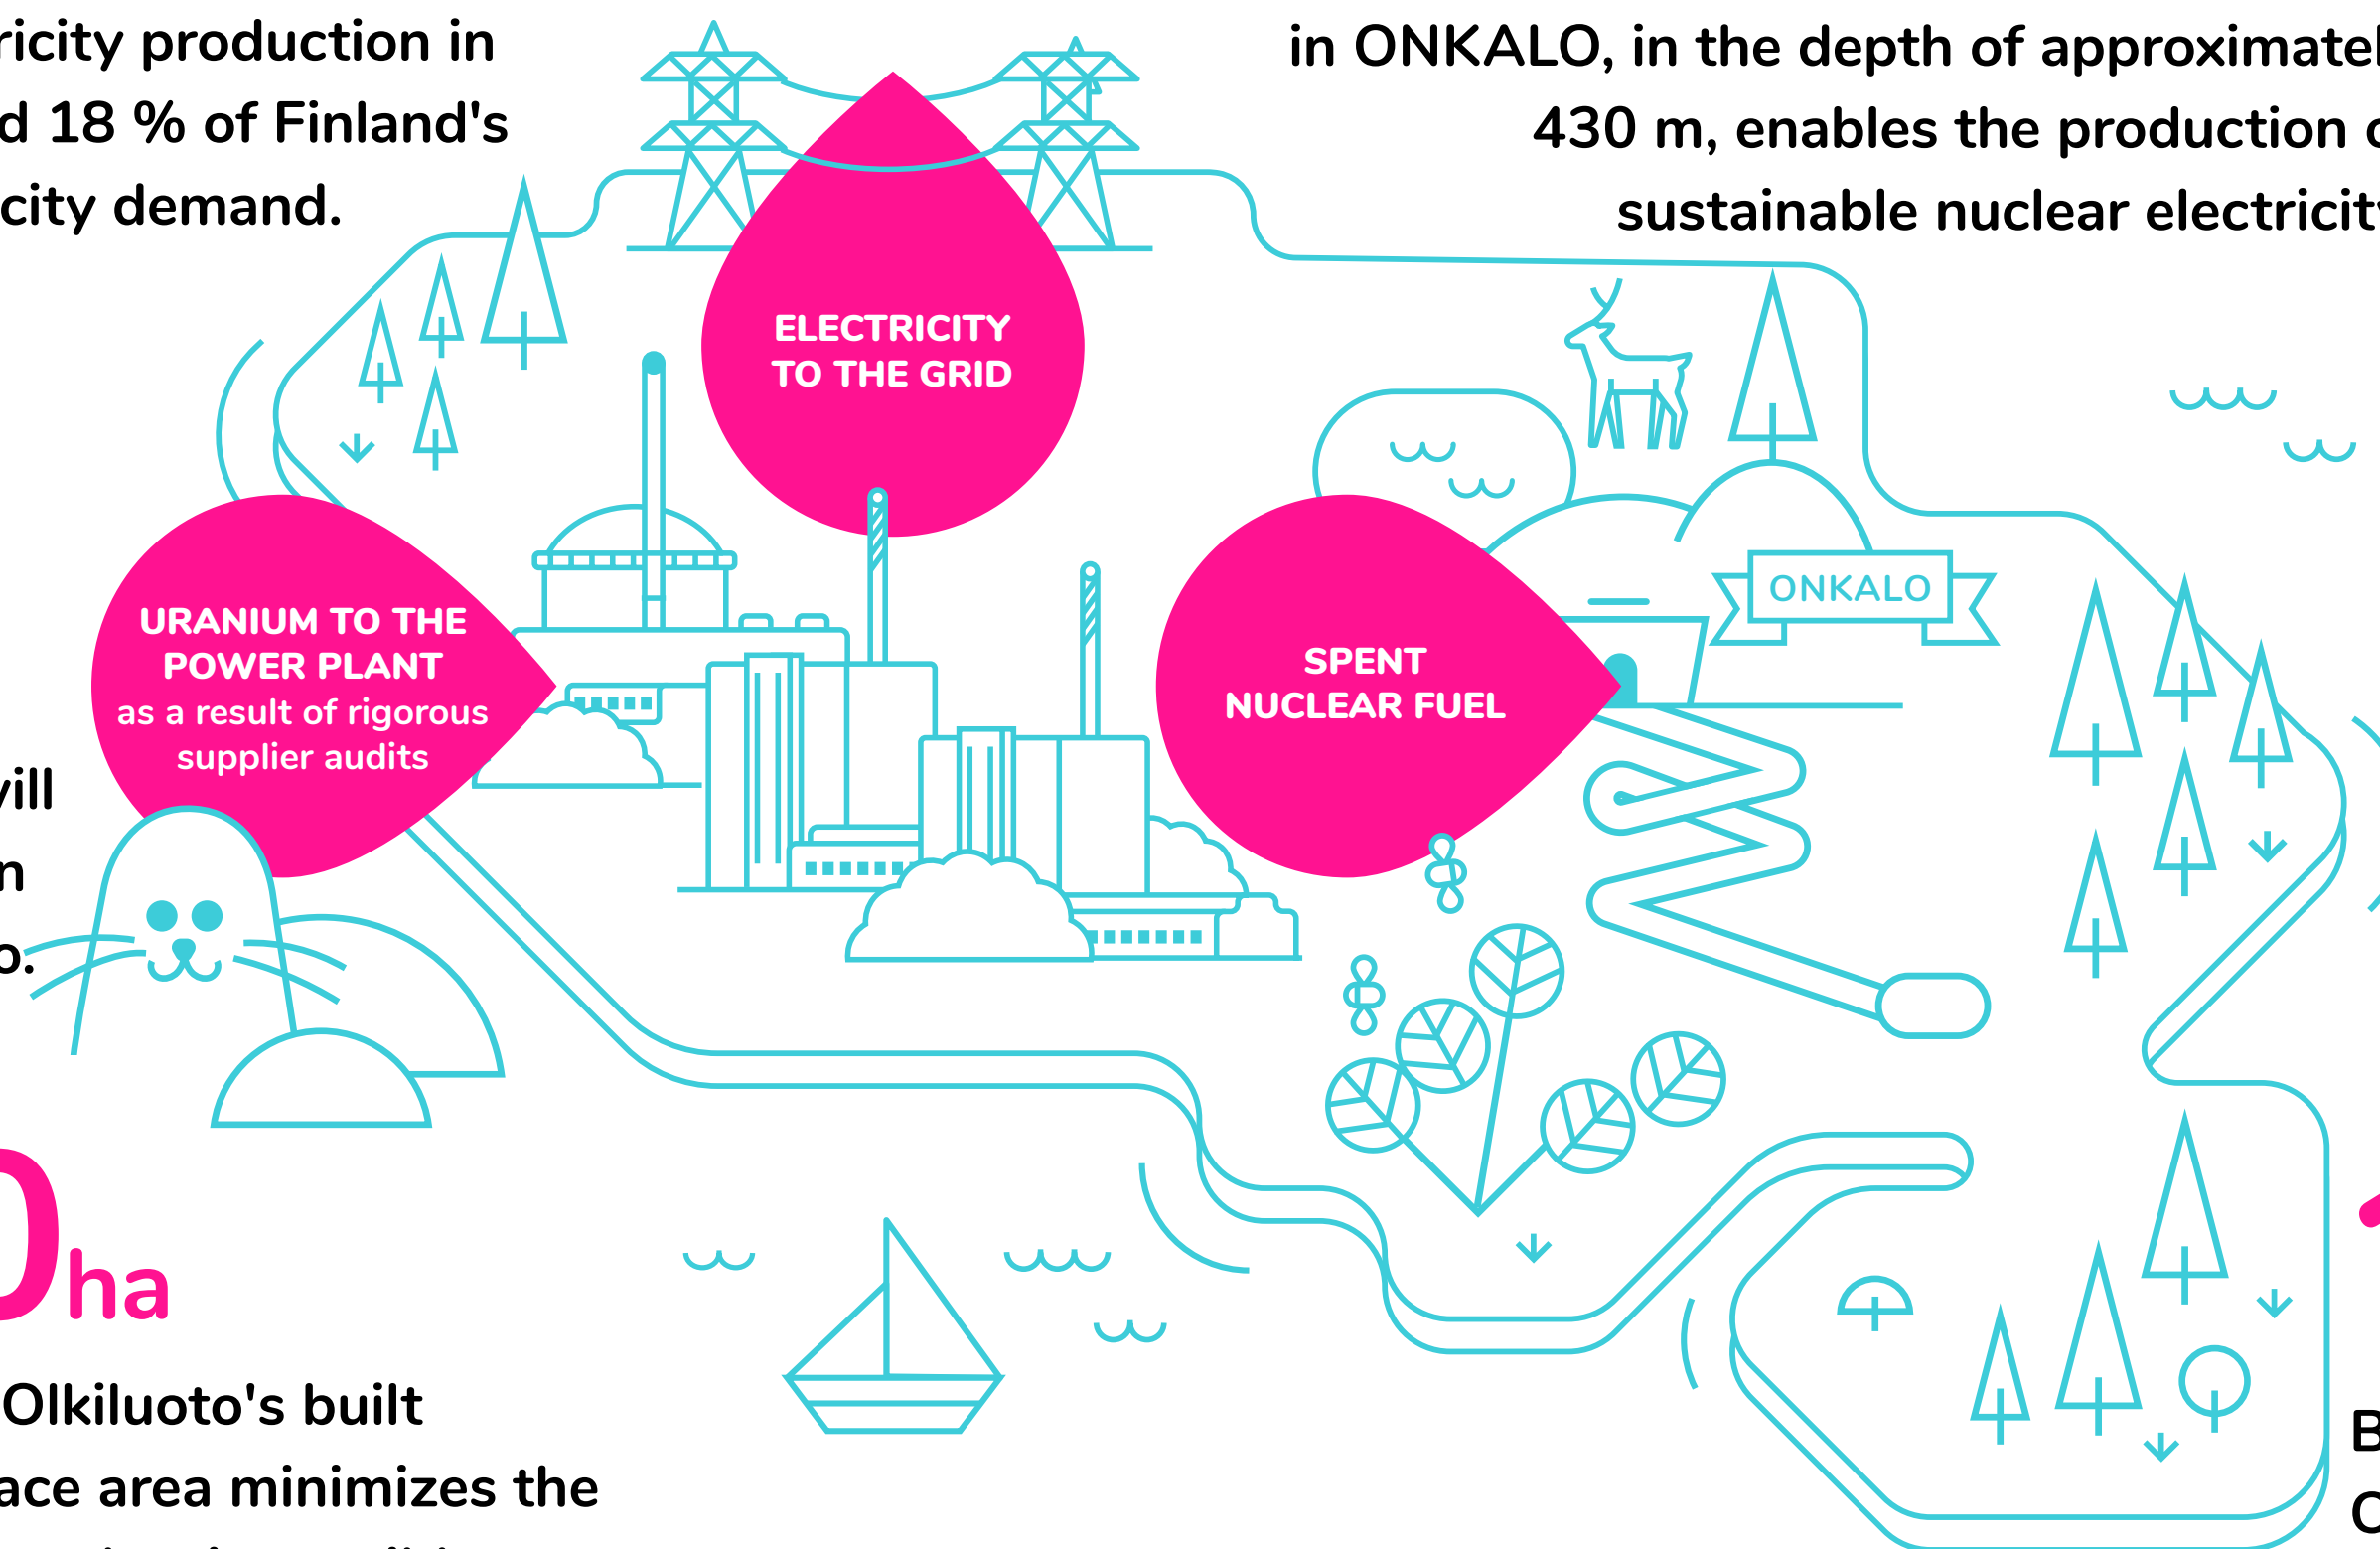 ricity production in
d 18 % of Finland's
city demand.
in ONKALO, in the depth of approximatel
430 m, enables the production
sustainable nuclear electricity
ELECTRICITY
TO THE GRID
URANIUM TO THE
POWER PLANT
as a result of rigorous
supplier audits
SPENT
NUCLEAR FUEL
ONKALO
vill
n
o.
0 ha
Olkiluoto's built
ace area minimizes the
B